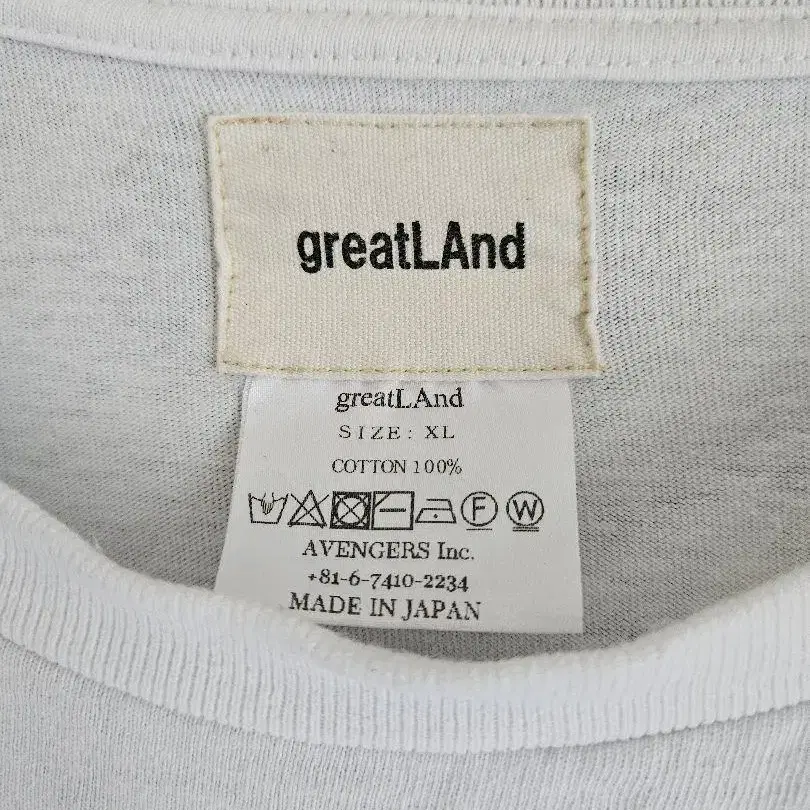 greatLAnd
greatLAnd
SIZE: XL
COTTON 100%
F W
AVENGERS Inc.
+81-6-7410-2234
MADE IN JAPAN